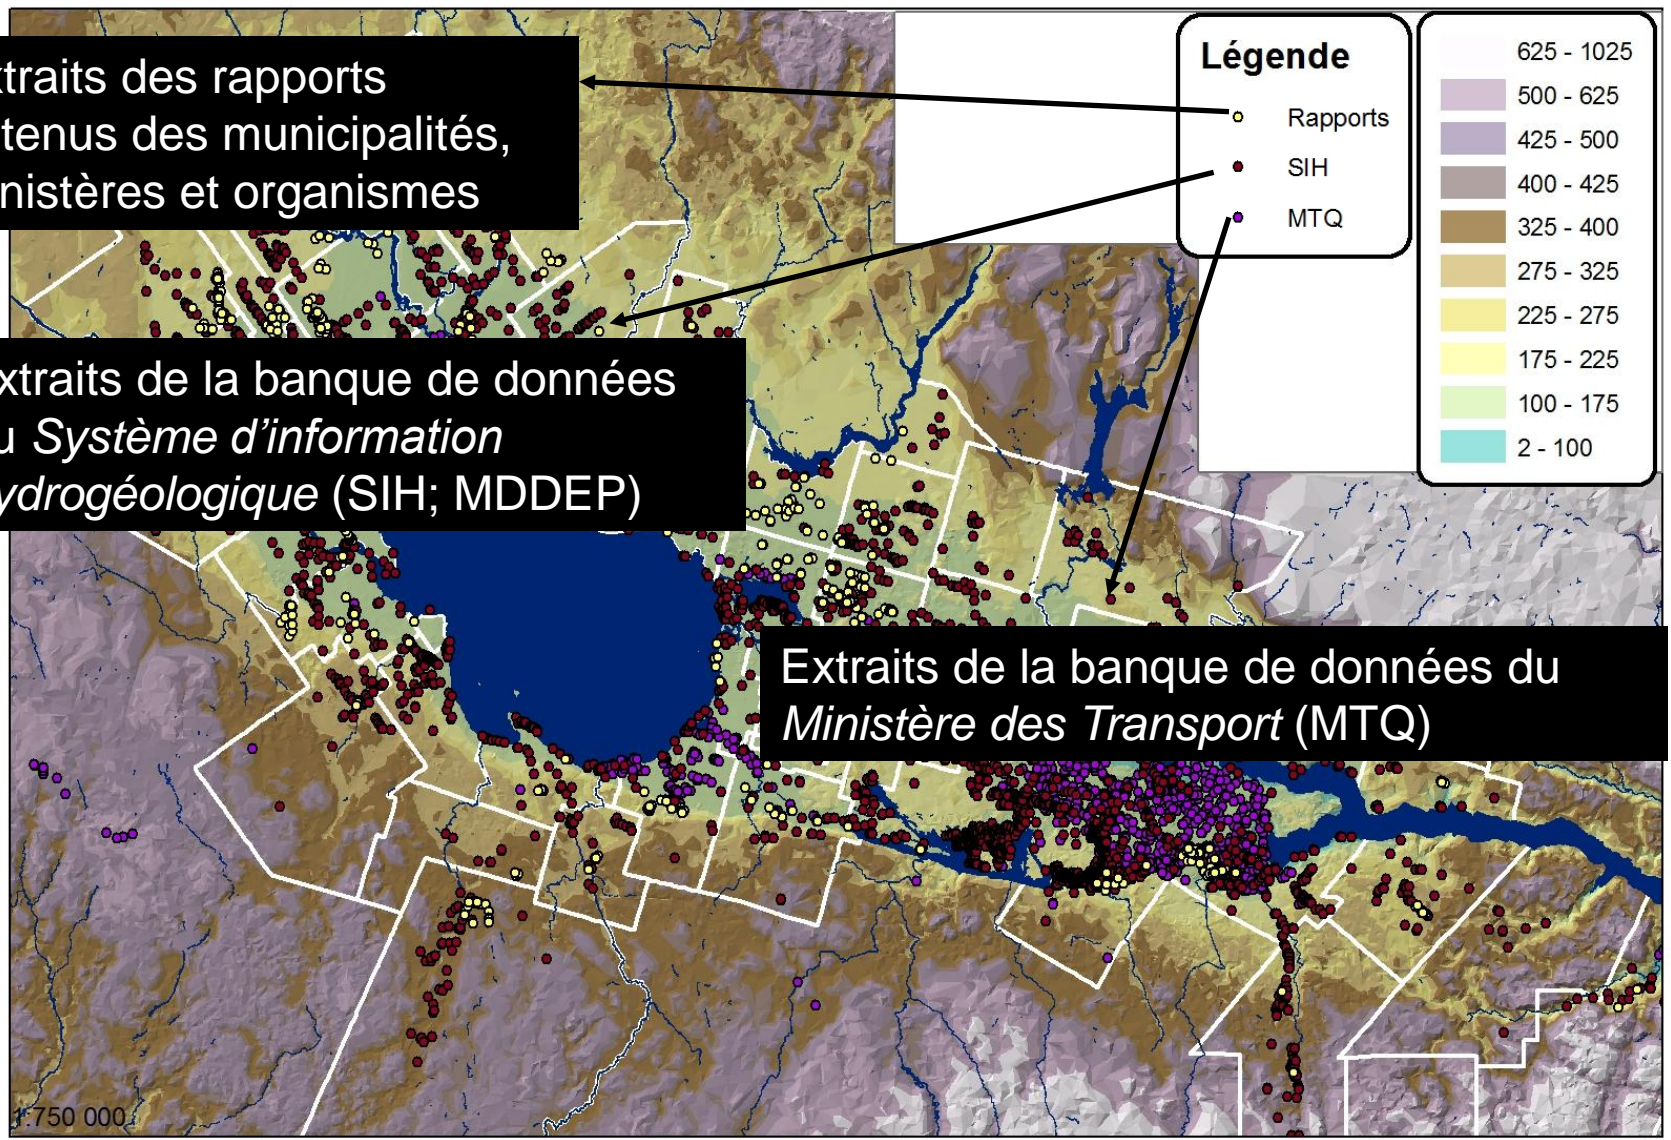 xtraits des rapports
tenus des municipalités,
nistères et organismes
xtraits de la banque de données
u Système d'information
ydrogéologique (SIH; MDDEP)
Extraits de la banque de données du
Ministère des Transport (MTQ)
Légende
Rapports
SIH
MTQ
625 - 1025
500 - 625
425 - 500
400 - 425
325 - 400
275 - 325
225 - 275
175 - 225
100 - 175
2 - 100
1:750 000